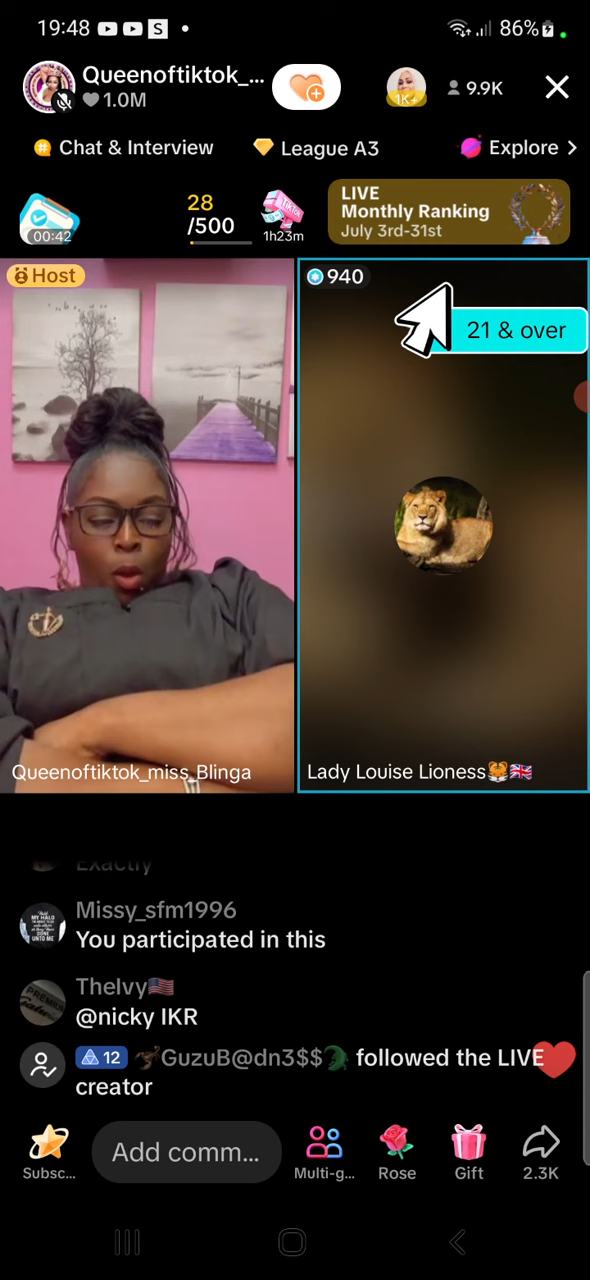 19:48
S
86%
Queenoftiktok_...
1.0M
1K+
9.9K
Chat & Interview
League A3
Explore
00:42
28
/500
TIKTOK
1h23m
LIVE
Monthly Ranking
July 3rd-31st
Host
940
21 & over
Queenoftiktok_miss_Blinga
Lady Louise Lioness🐯🇬🇧
Exactly
Missy_sfm1996
You participated in this
TheIvy🇺🇸
@nicky IKR
12 🦂GuzuB@dn3$$🐊 followed the LIVE
creator
Subsc...
Add comm...
Multi-g...
Rose
Gift
2.3K